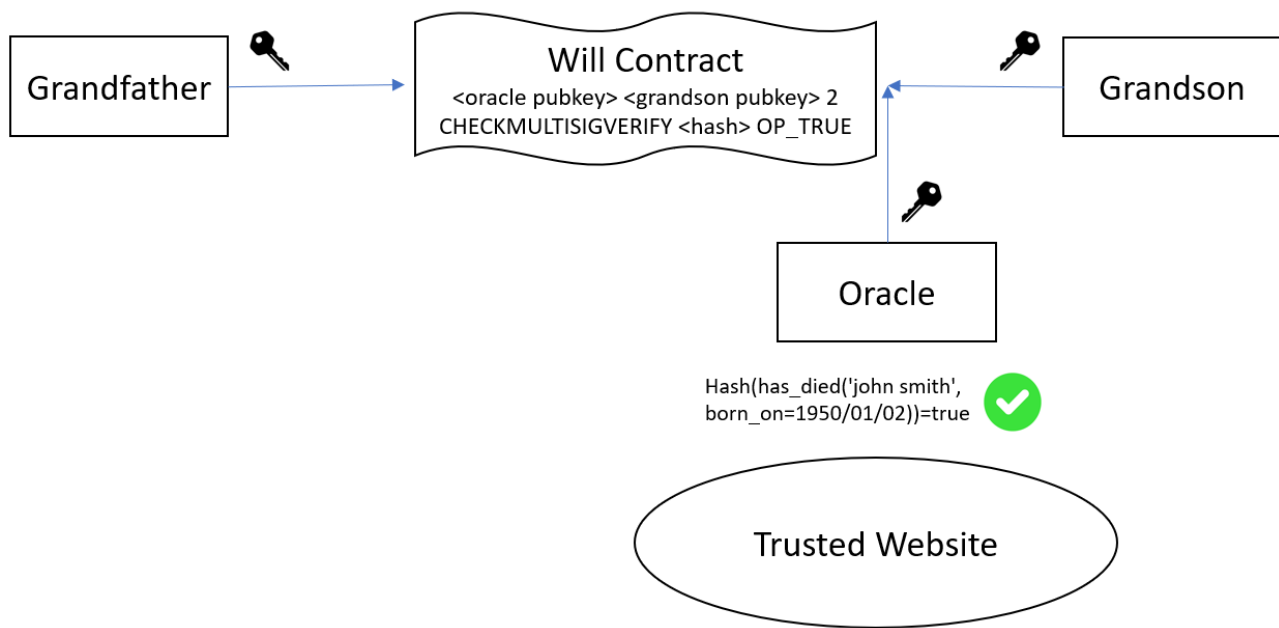 Grandfather
Will Contract
<oracle pubkey> <grandson pubkey> 2
CHECKMULTISIGVERIFY <hash> OP_TRUE
Grandson
Oracle
Hash(has_died('john smith',
born_on=1950/01/02))=true
Trusted Website